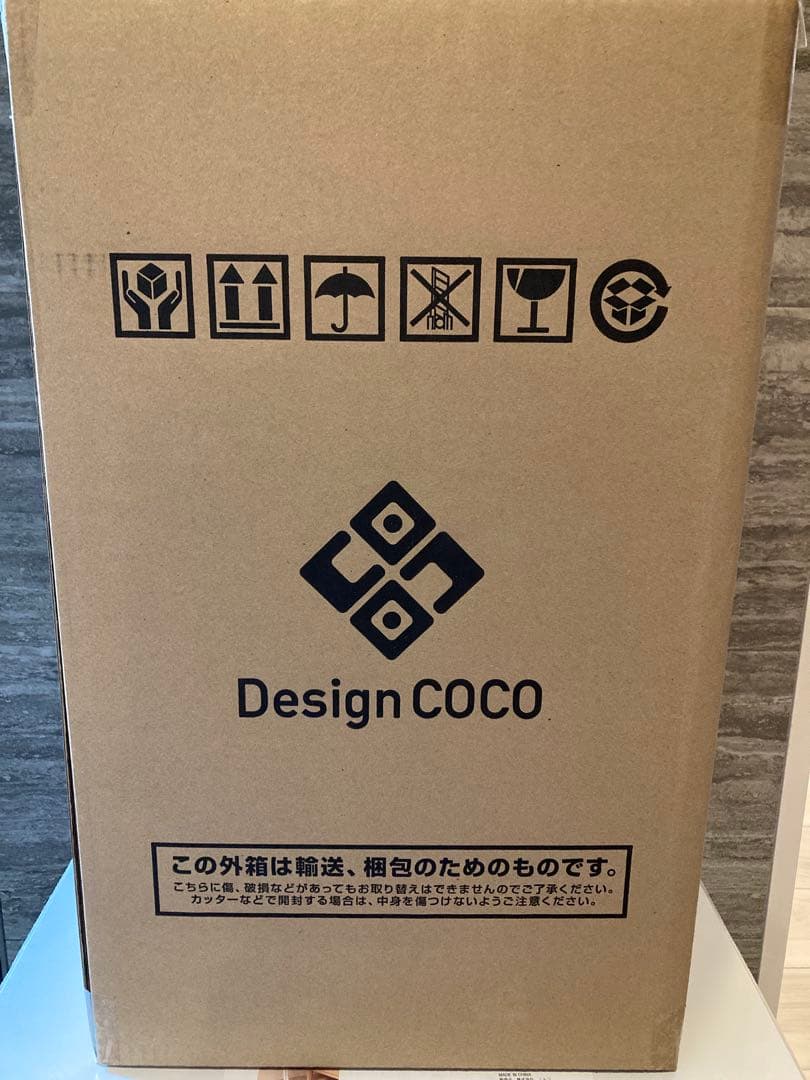 Design COCO
この外箱は輸送、梱包のためのものです。
こちらに傷、破損などがあってもお取り替えはできませんのでご了承ください。
カッターなどで開封する場合は、中身を傷つけないようご注意ください。
MADE IN CHINA